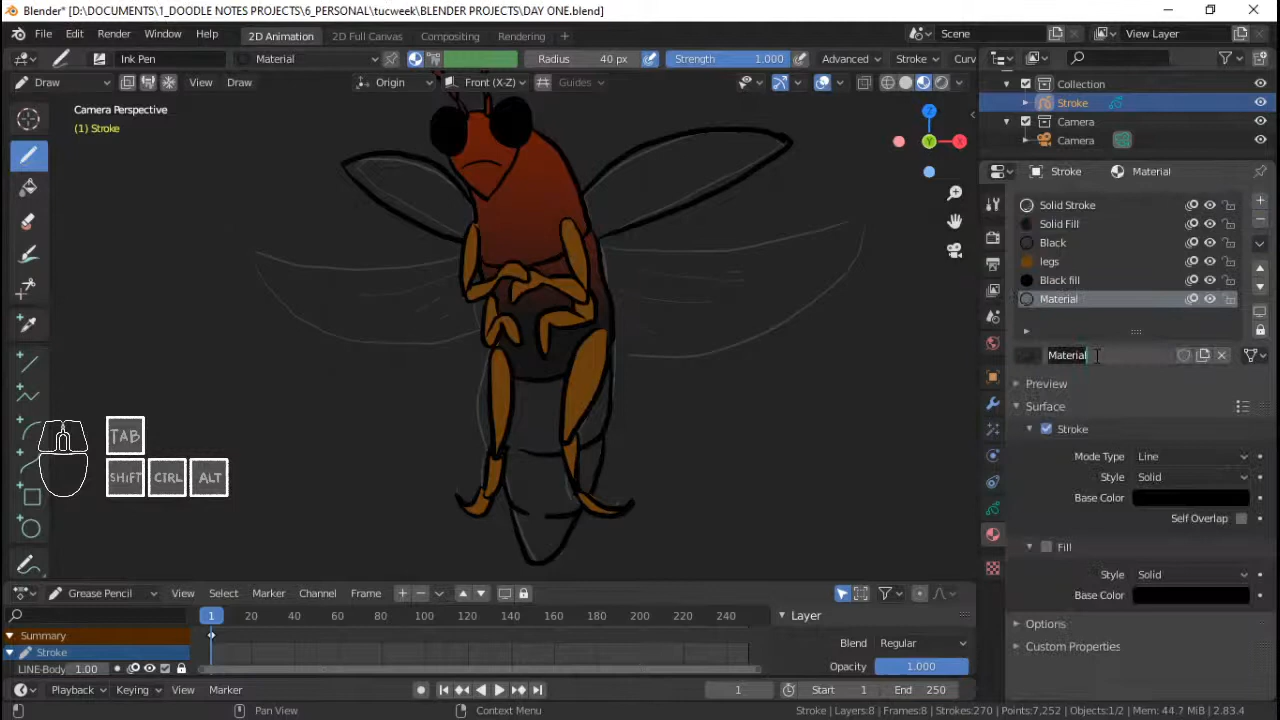 Blender* [D:\DOCUMENTS\1_DOODLE NOTES PROJECTS\6_PERSONAL\tucweek\BLENDER PROJECTS\DAY ONE.blend]
File Edit Render Window Help 2D Animation 2D Full Canvas Compositing Rendering + Scene View Layer
Ink Pen Material Radius 40 px Strength 1.000 Advanced Stroke Curv
Draw View Draw Origin Front (X-Z) Guides
Camera Perspective
(1) Stroke
Z
Y
X
Collection
Stroke
Camera
Camera
Stroke Material
Solid Stroke
Solid Fill
Black
legs
Black fill
Material
Material
Preview
Surface
Stroke
Mode Type Line
Style Solid
Base Color
Self Overlap
Fill
Style Solid
Base Color
Options
Custom Properties
TAB
SHiFT CTRL ALT
Grease Pencil View Select Marker Channel Frame
1 20 40 60 80 100 120 140 160 180 200 220 240
Summary
Stroke
LINE-Body 1.00
Layer
Blend Regular
Opacity 1.000
Playback Keying View Marker 1 Start 1 End 250
Pan View Context Menu Stroke | Layers:8 | Frames:8 | Strokes:270 | Points:7,252 | Objects:1/2 | Mem: 44.7 MiB | 2.83.4